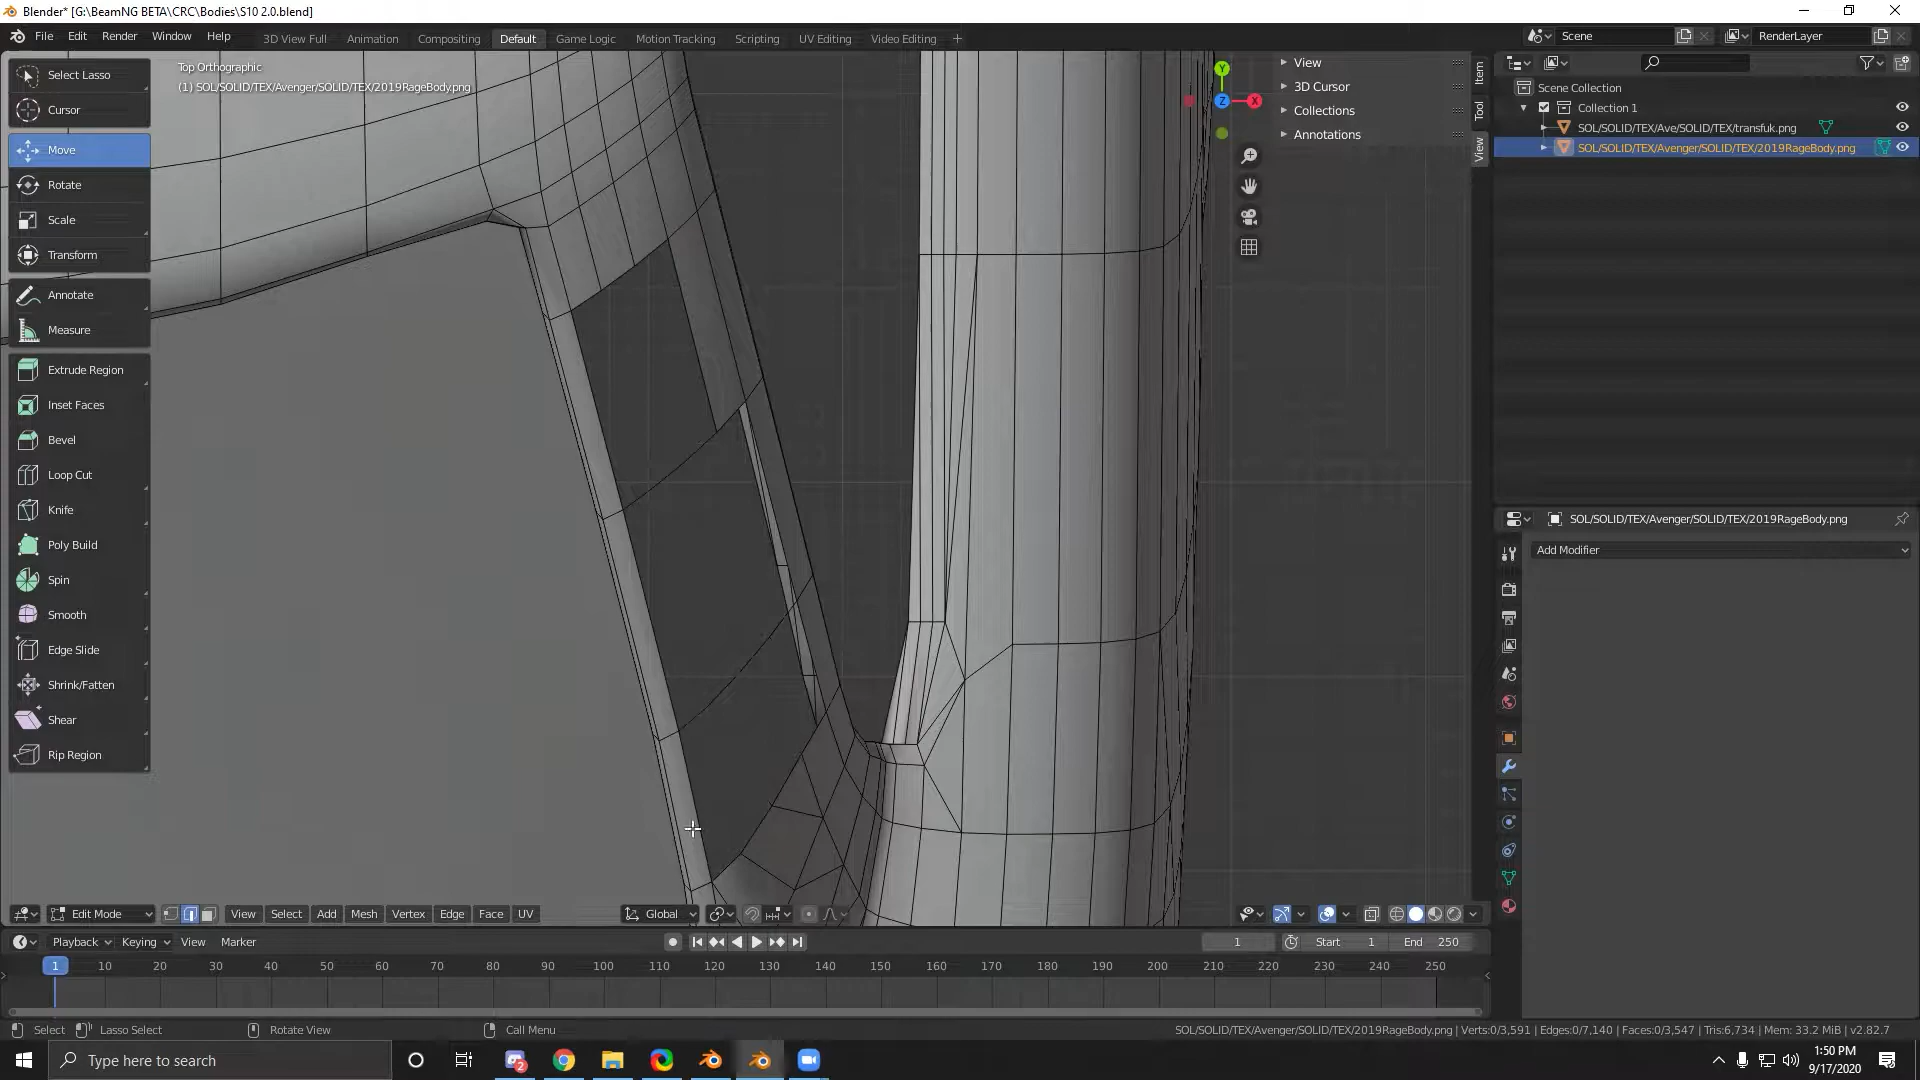 Blender* [G:\BeamNG BETA\CRC\Bodies\S10 2.0.blend]
File Edit Render Window Help 3D View Full Animation Compositing Default Game Logic Motion Tracking Scripting UV Editing Video Editing Scene RenderLayer
Top Orthographic
(1) SOL/SOLID/TEX/Avenger/SOLID/TEX/2019RageBody.png
Select Lasso
Cursor
Move
Rotate
Scale
Transform
Annotate
Measure
Extrude Region
Inset Faces
Bevel
Loop Cut
Knife
Poly Build
Spin
Smooth
Edge Slide
Shrink/Fatten
Shear
Rip Region
Y
Z
X
View
3D Cursor
Collections
Annotations
Item
Tool
View
Scene Collection
Collection 1
SOL/SOLID/TEX/Ave/SOLID/TEX/transfuk.png
SOL/SOLID/TEX/Avenger/SOLID/TEX/2019RageBody.png
SOL/SOLID/TEX/Avenger/SOLID/TEX/2019RageBody.png
Add Modifier
Edit Mode View Select Add Mesh Vertex Edge Face UV Global
Playback Keying View Marker 1 Start 1 End 250
1 10 20 30 40 50 60 70 80 90 100 110 120 130 140 150 160 170 180 190 200 210 220 230 240 250
Select Lasso Select Rotate View Call Menu SOL/SOLID/TEX/Avenger/SOLID/TEX/2019RageBody.png | Verts:0/3,591 | Edges:0/7,140 | Faces:0/3,547 | Tris:6,734 | Mem: 33.2 MiB | v2.82.7
Type here to search
2
1:50 PM
9/17/2020